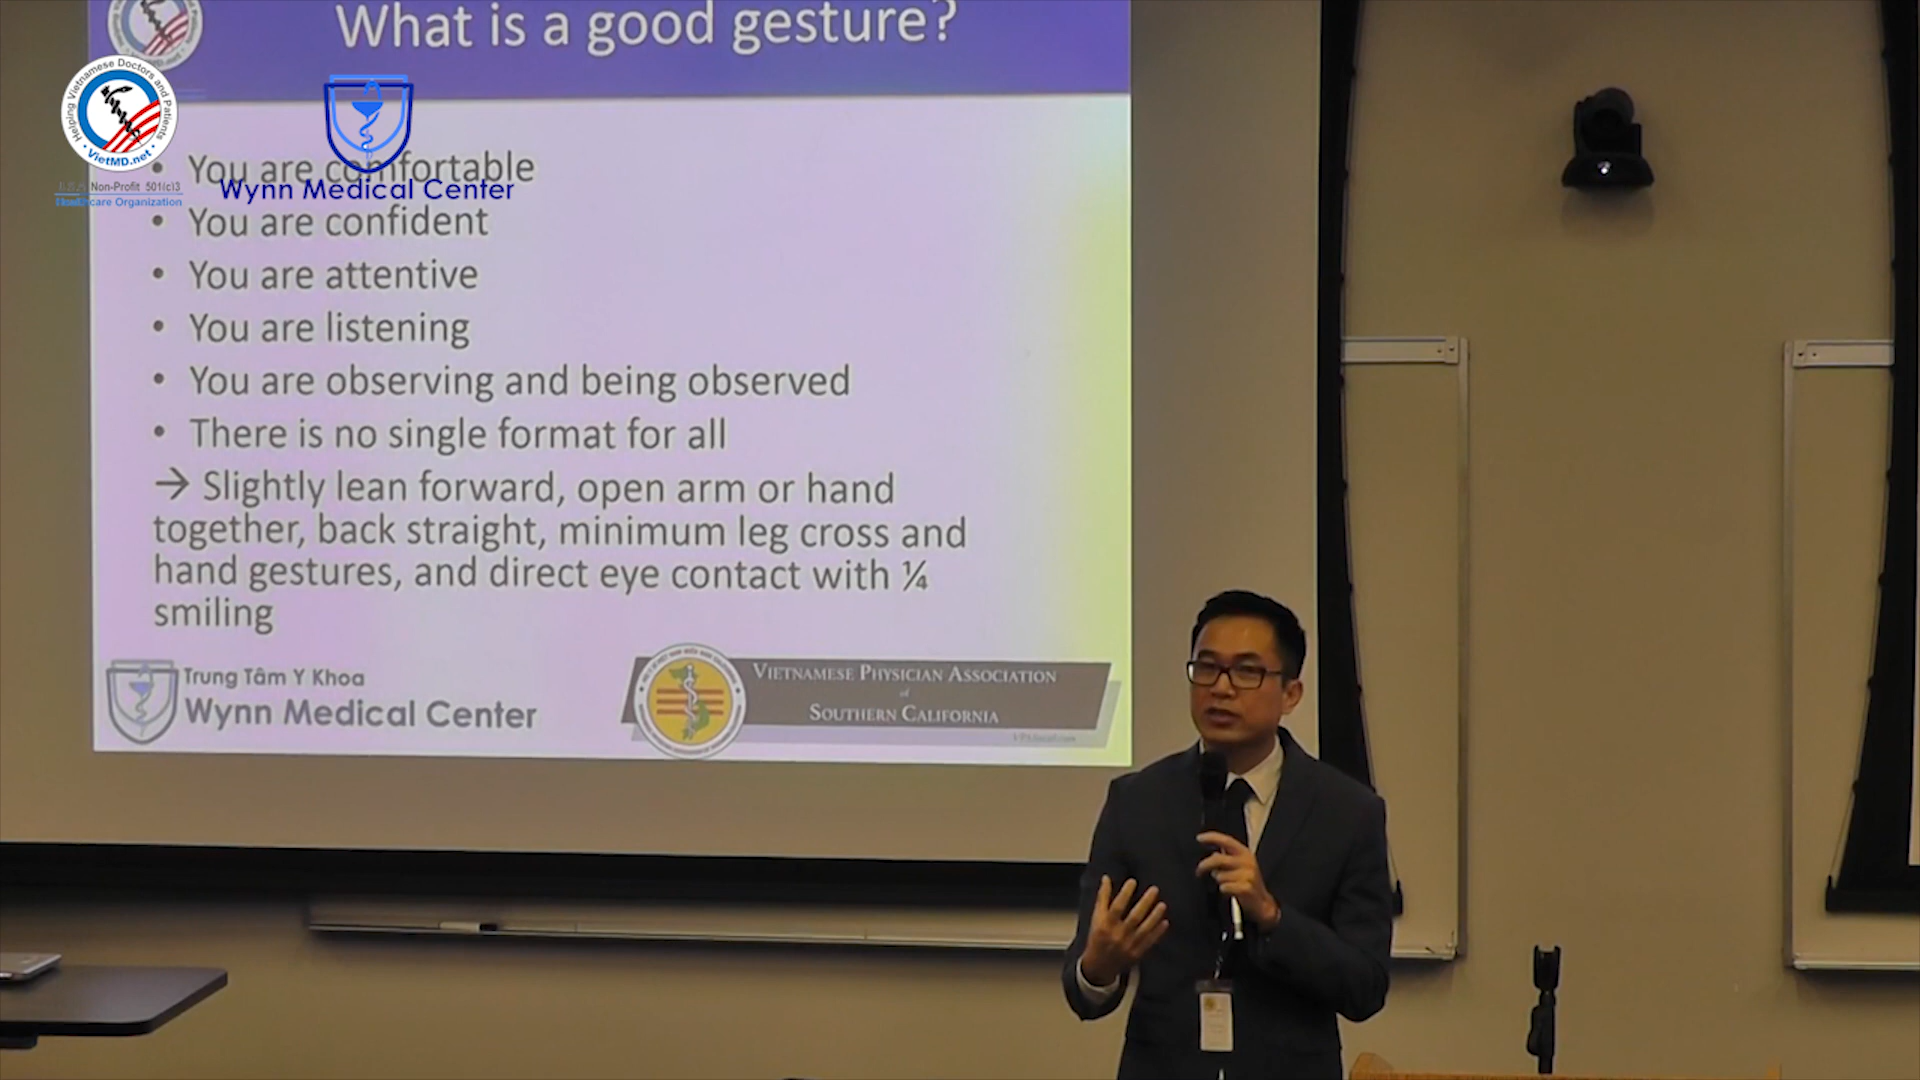 What is a good gesture?
Helping Vietnamese Doctors and Patients
VietMD.net
Non-Profit 501(c)3
Healthcare Organization
Wynn Medical Center
• You are comfortable
• You are confident
• You are attentive
• You are listening
• You are observing and being observed
• There is no single format for all
→ Slightly lean forward, open arm or hand
together, back straight, minimum leg cross and
hand gestures, and direct eye contact with ¼
smiling
Trung Tâm Y Khoa
Wynn Medical Center
VIETNAMESE PHYSICIAN ASSOCIATION
of
SOUTHERN CALIFORNIA